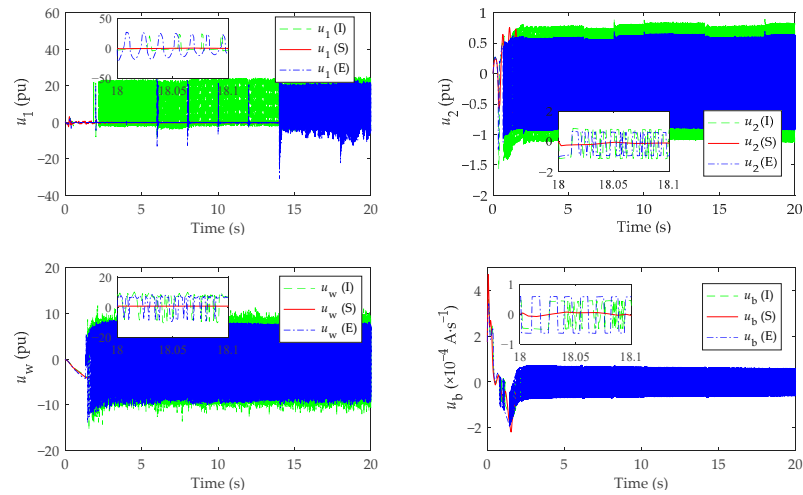 60
40
20
0
−20
−40
u1 (pu)
0 5 10 15 20
Time (s)
50
0
−50
18 18.05 18.1
u1 (I)
u1 (S)
u1 (E)
1
0.5
0
-0.5
-1
-1.5
−2
u2 (pu)
0 5 10 15 20
Time (s)
2
0
−2
18 18.05 18.1
u2 (I)
u2 (S)
u2 (E)
20
10
0
−10
−20
uw (pu)
0 5 10 15 20
Time (s)
20
0
20
18 18.05 18.1
uw (I)
uw (S)
uw (E)
4
2
0
−2
ub (×10−4 A·s−1)
0 5 10 15 20
Time (s)
1
0
−1
18 18.05 18.1
ub (I)
ub (S)
ub (E)